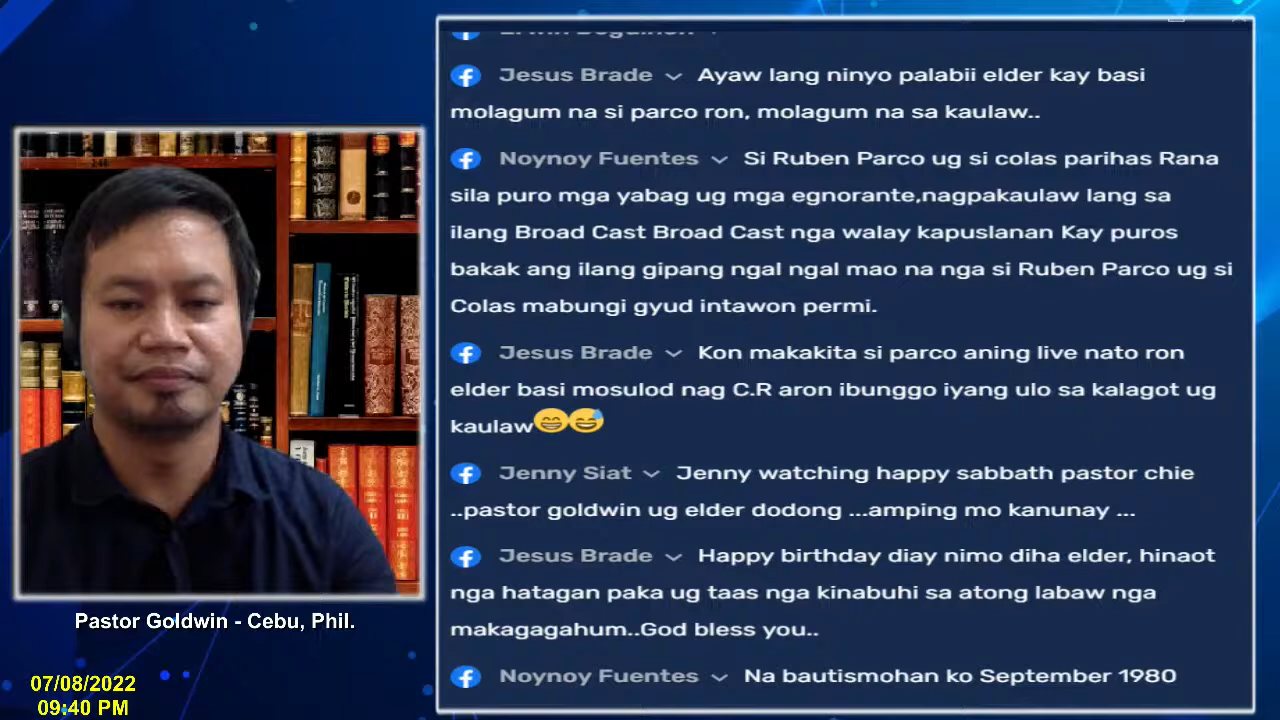 Jesus Brade Ayaw lang ninyo palabii elder kay basi
molagum na si parco ron, molagum na sa kaulaw..
Noynoy Fuentes Si Ruben Parco ug si colas parihas Rana
sila puro mga yabag ug mga egnorante,nagpakaulaw lang sa
ilang Broad Cast Broad Cast nga walay kapuslanan Kay puros
bakak ang ilang gipang ngal ngal mao na nga si Ruben Parco ug si
Colas mabungi gyud intawon permi.
Jesus Brade Kon makakita si parco aning live nato ron
elder basi mosulod nag C.R aron ibunggo iyang ulo sa kalagot ug
kaulaw😁😅
Jenny Siat Jenny watching happy sabbath pastor chie
..pastor goldwin ug elder dodong ...amping mo kanunay ...
Jesus Brade Happy birthday diay nimo diha elder, hinaot
nga hatagan paka ug taas nga kinabuhi sa atong labaw nga
makagagahum..God bless you..
Noynoy Fuentes Na bautismohan ko September 1980
Pastor Goldwin - Cebu, Phil.
07/08/2022
09:40 PM